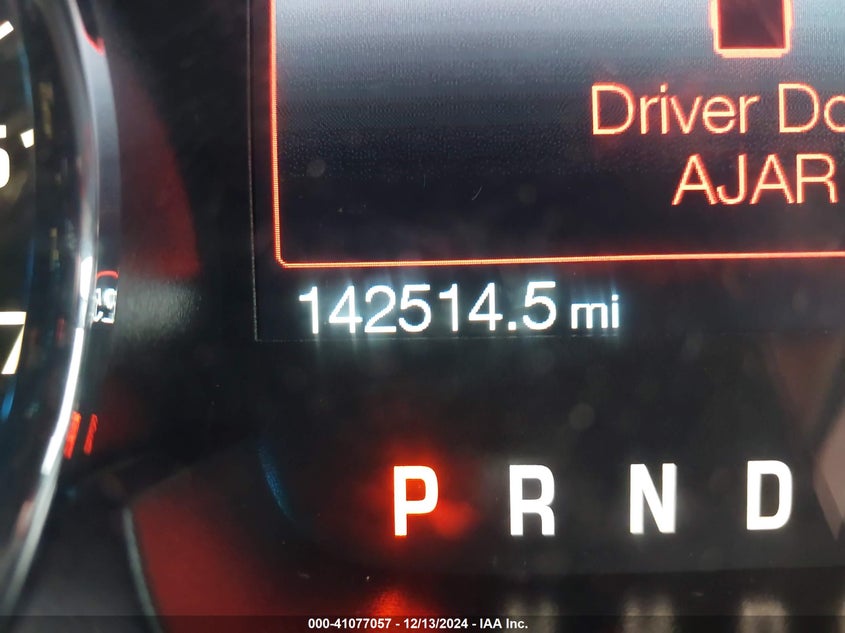 Driver Do
AJAR
142514.5 mi
P R N D
000-41077057 - 12/13/2024 - IAA Inc.